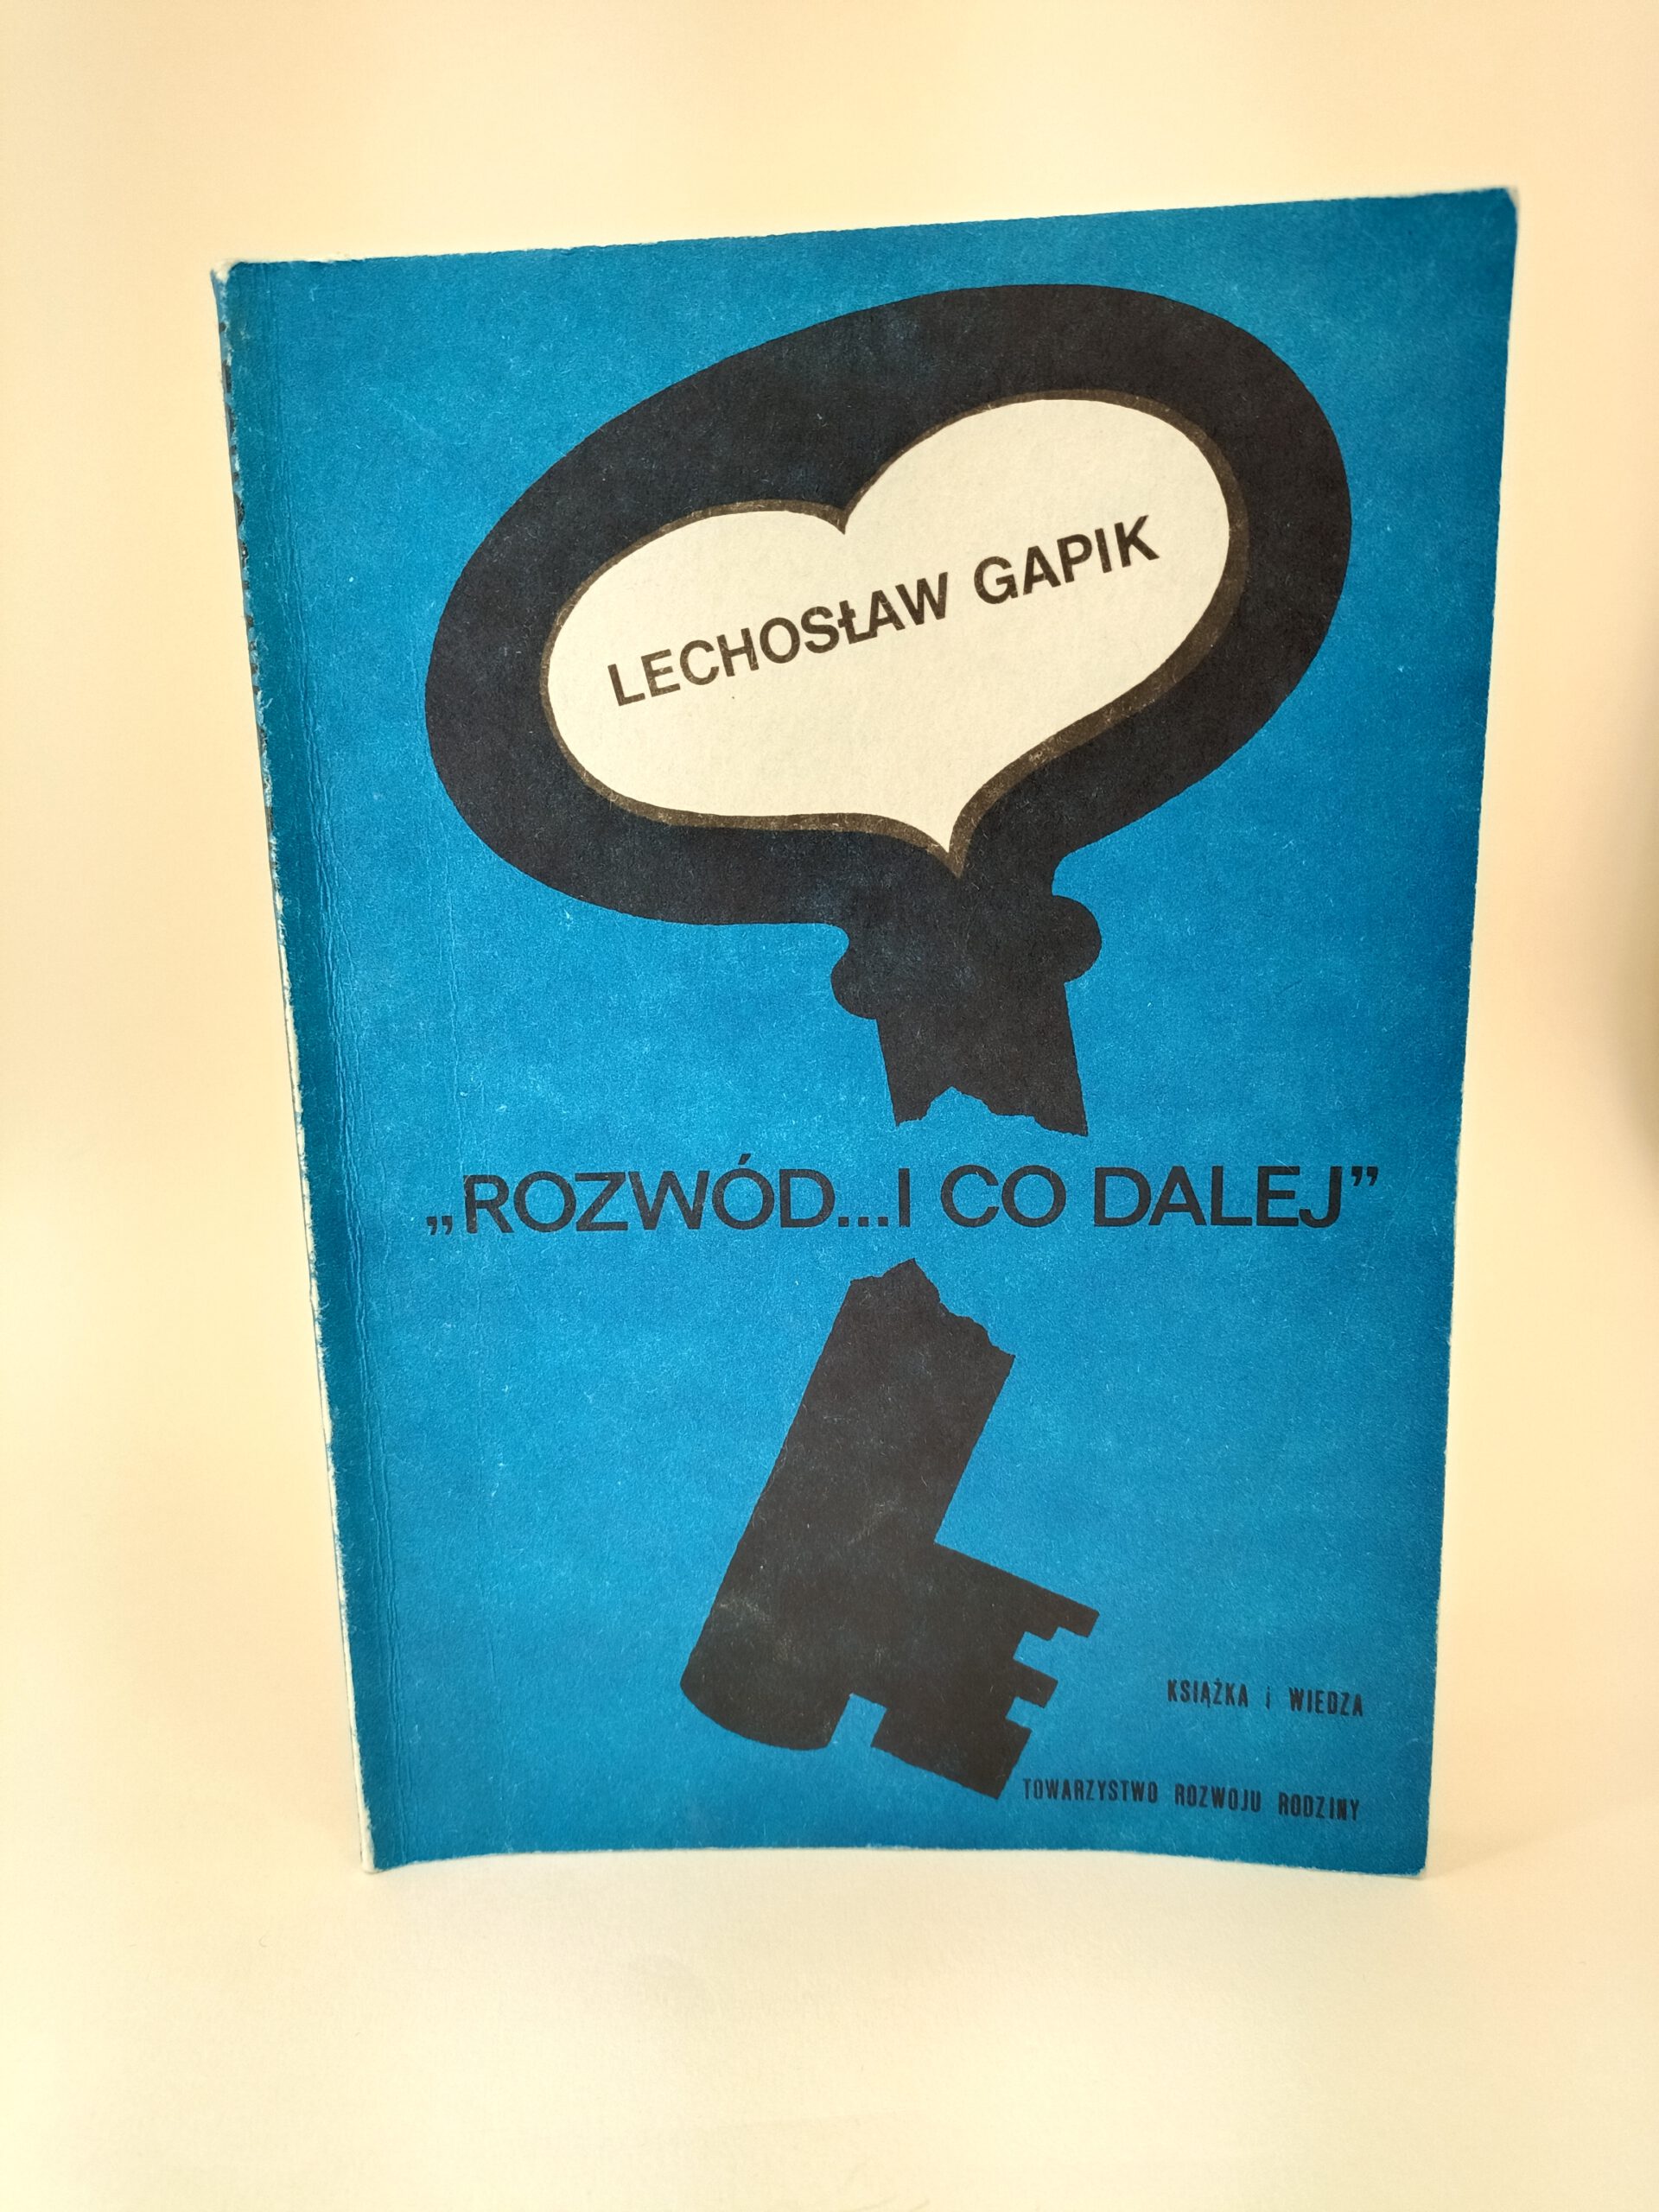 LECHOSŁAW GAPIK
„ROZWÓD...I CO DALEJ”
KSIĄŻKA i WIEDZA
TOWARZYSTWO ROZWOJU RODZINY